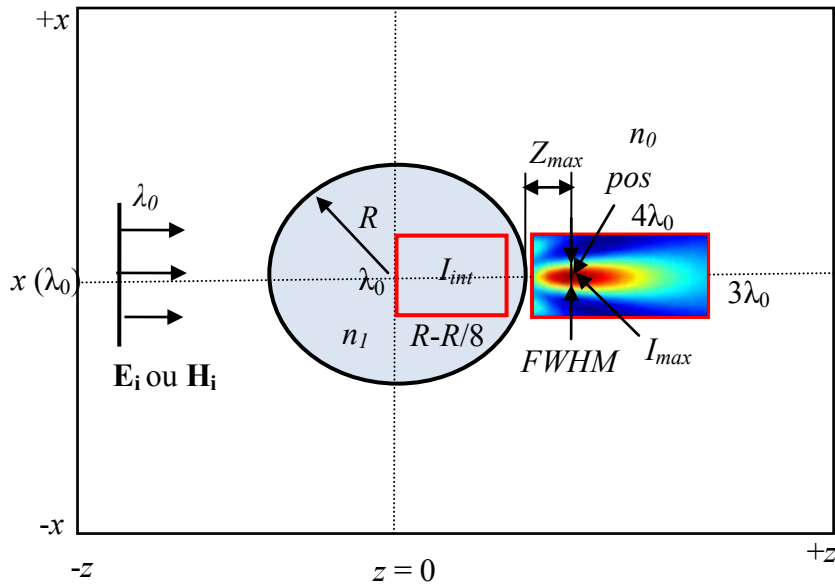 +x
n0
Zmax
pos
λ0
4λ0
R
x (λ0)
λ0
Iint
3λ0
n1
R-R/8
Imax
FWHM
Ei ou Hi
-x
-z
z = 0
+z